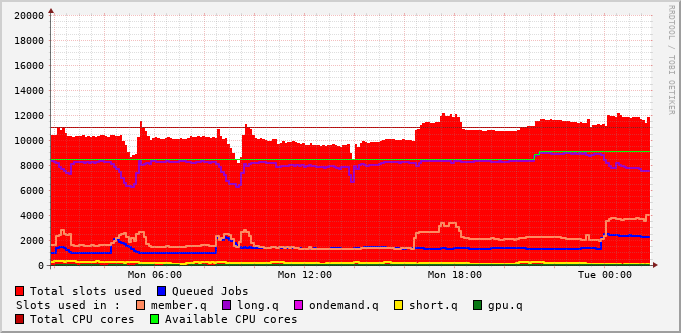 20000
18000
16000
14000
12000
10000
8000
6000
4000
2000
0
Mon 06:00 Mon 12:00 Mon 18:00 Tue 00:00
RRDTOOL / TOBI OETIKER
Total slots used Queued Jobs
Slots used in : member.q long.q ondemand.q short.q gpu.q
Total CPU cores Available CPU cores